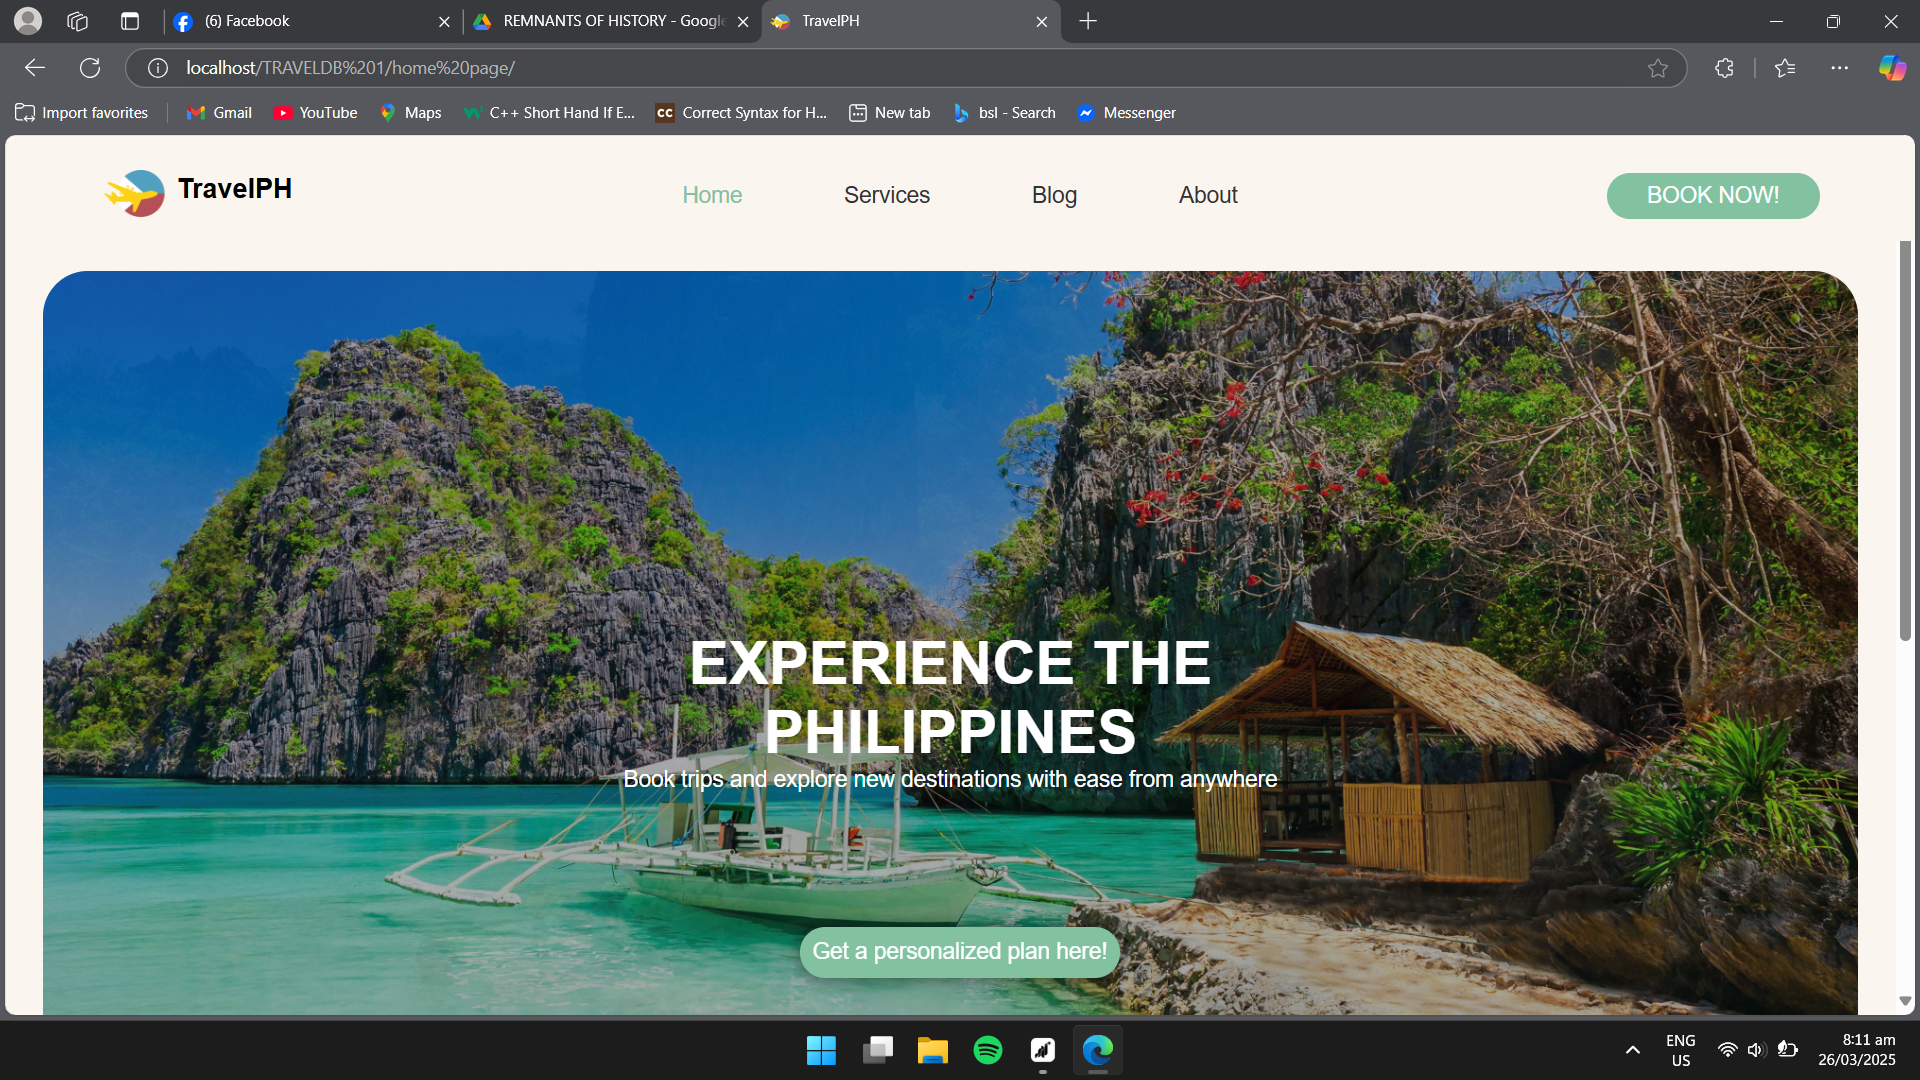 (6) Facebook
REMNANTS OF HISTORY - Google
TravelPH
localhost/TRAVELDB%201/home%20page/
Import favorites
Gmail
YouTube
Maps
C++ Short Hand If E...
CC
Correct Syntax for H...
New tab
bsl - Search
Messenger
TravelPH
Home
Services
Blog
About
BOOK NOW!
EXPERIENCE THE
PHILIPPINES
Book trips and explore new destinations with ease from anywhere
Get a personalized plan here!
ENG
US
8:11 am
26/03/2025